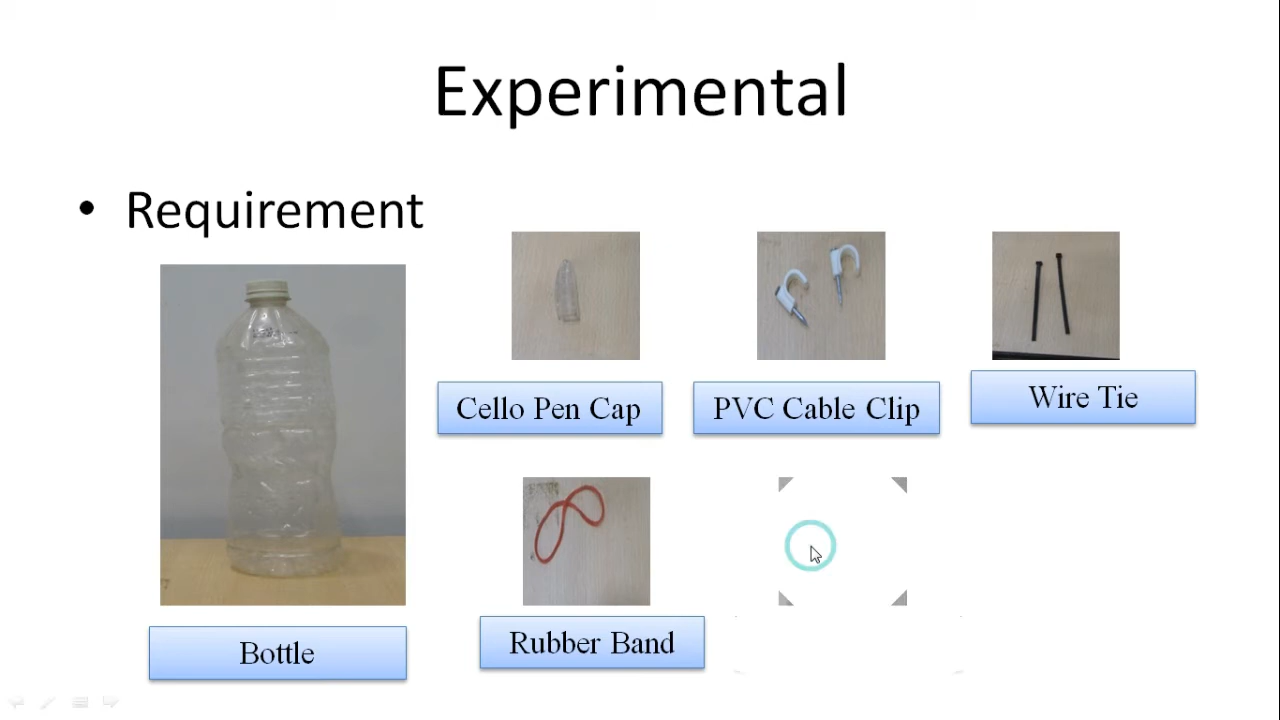 Experimental
• Requirement
Cello Pen Cap
PVC Cable Clip
Wire Tie
Bottle
Rubber Band